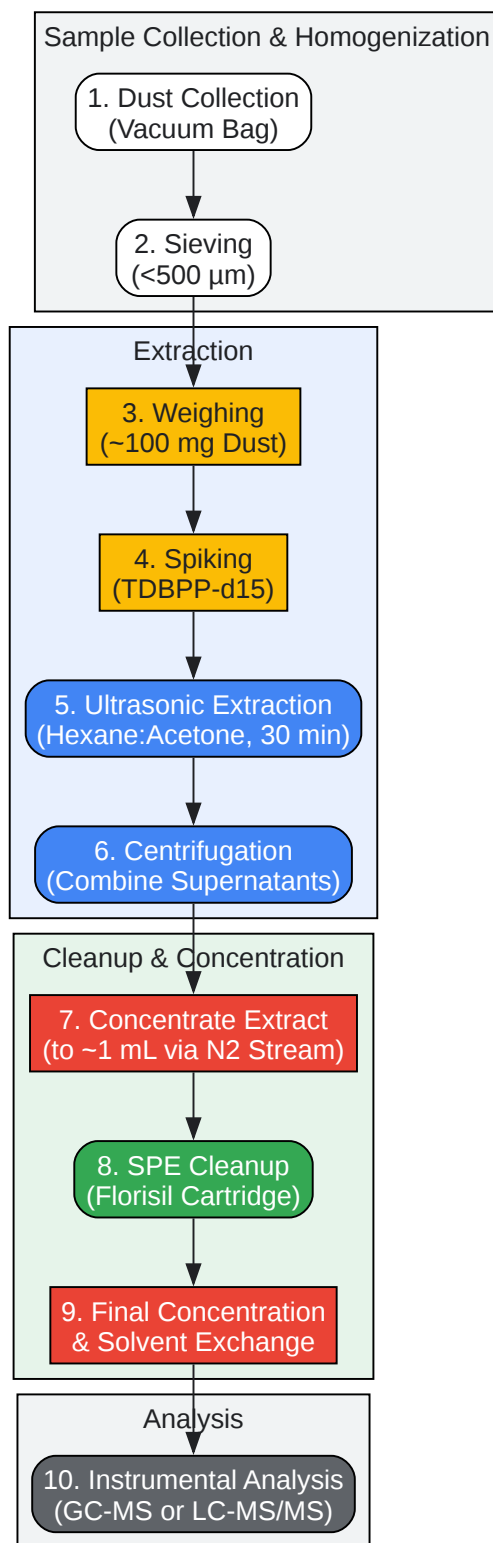 Sample Collection & Homogenization
1. Dust Collection
(Vacuum Bag)
2. Sieving
(<500 µm)
Extraction
3. Weighing
(~100 mg Dust)
4. Spiking
(TDBPP-d15)
5. Ultrasonic Extraction
(Hexane:Acetone, 30 min)
6. Centrifugation
(Combine Supernatants)
Cleanup & Concentration
7. Concentrate Extract
(to ~1 mL via N2 Stream)
8. SPE Cleanup
(Florisil Cartridge)
9. Final Concentration
& Solvent Exchange
Analysis
10. Instrumental Analysis
(GC-MS or LC-MS/MS)